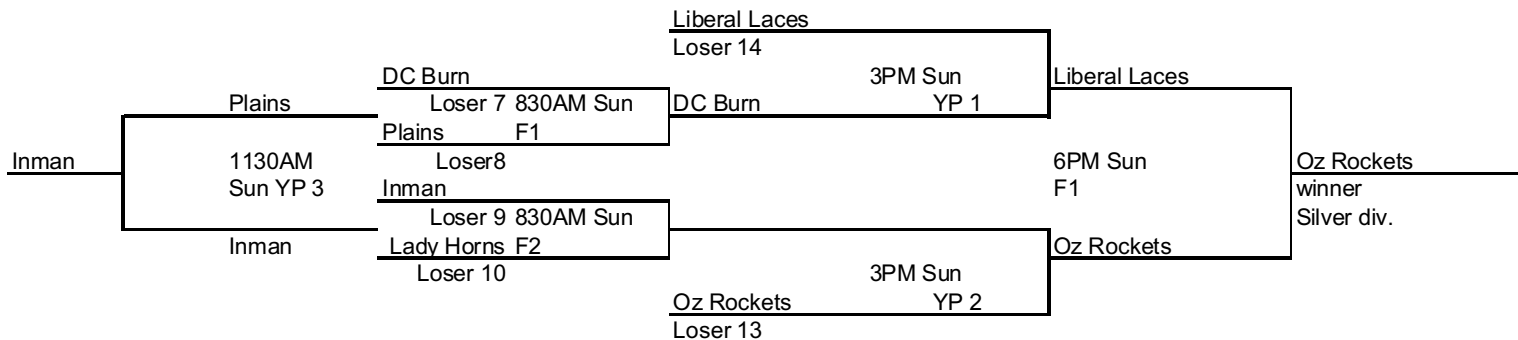 Liberal Laces
Loser 14
DC Burn 3PM Sun Liberal Laces
Plains Loser 7 830AM Sun DC Burn YP 1
Plains F1
Inman 1130AM Loser8 6PM Sun Oz Rockets
Sun YP 3 Inman F1 winner
Loser 9 830AM Sun Silver div.
Inman Lady Horns F2 Oz Rockets
Loser 10 3PM Sun
Oz Rockets YP 2
Loser 13